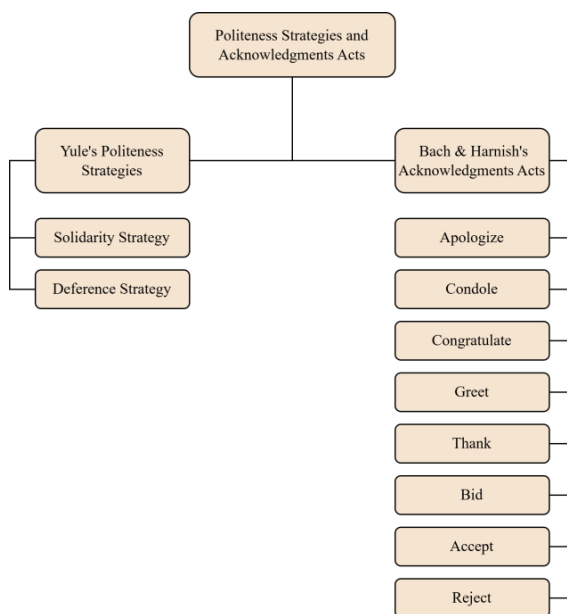 Politeness Strategies and
Acknowledgments Acts
Yule's Politeness
Strategies
Solidarity Strategy
Deference Strategy
Bach & Harnish's
Acknowledgments Acts
Apologize
Condole
Congratulate
Greet
Thank
Bid
Accept
Reject